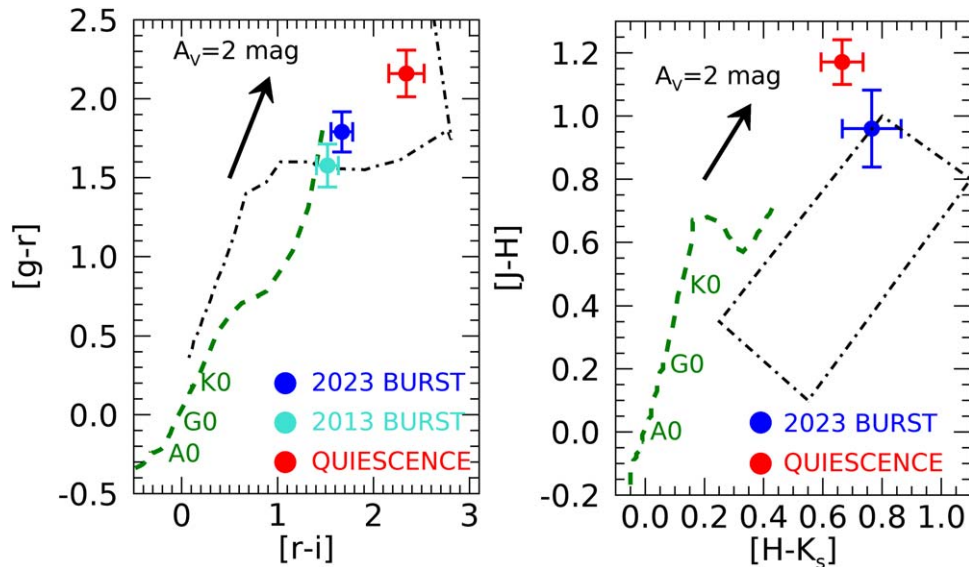 A_V=2 mag
2.5
2.0
1.5
1.0
0.5
0.0
-0.5
[g-r]
K0
G0
A0
2023 BURST
2013 BURST
QUIESCENCE
0 1 2 3
[r-i]
A_V=2 mag
1.2
1.0
0.8
0.6
0.4
0.2
0.0
-0.2
[J-H]
K0
G0
A0
2023 BURST
QUIESCENCE
0.0 0.2 0.4 0.6 0.8 1.0
[H-K_s]